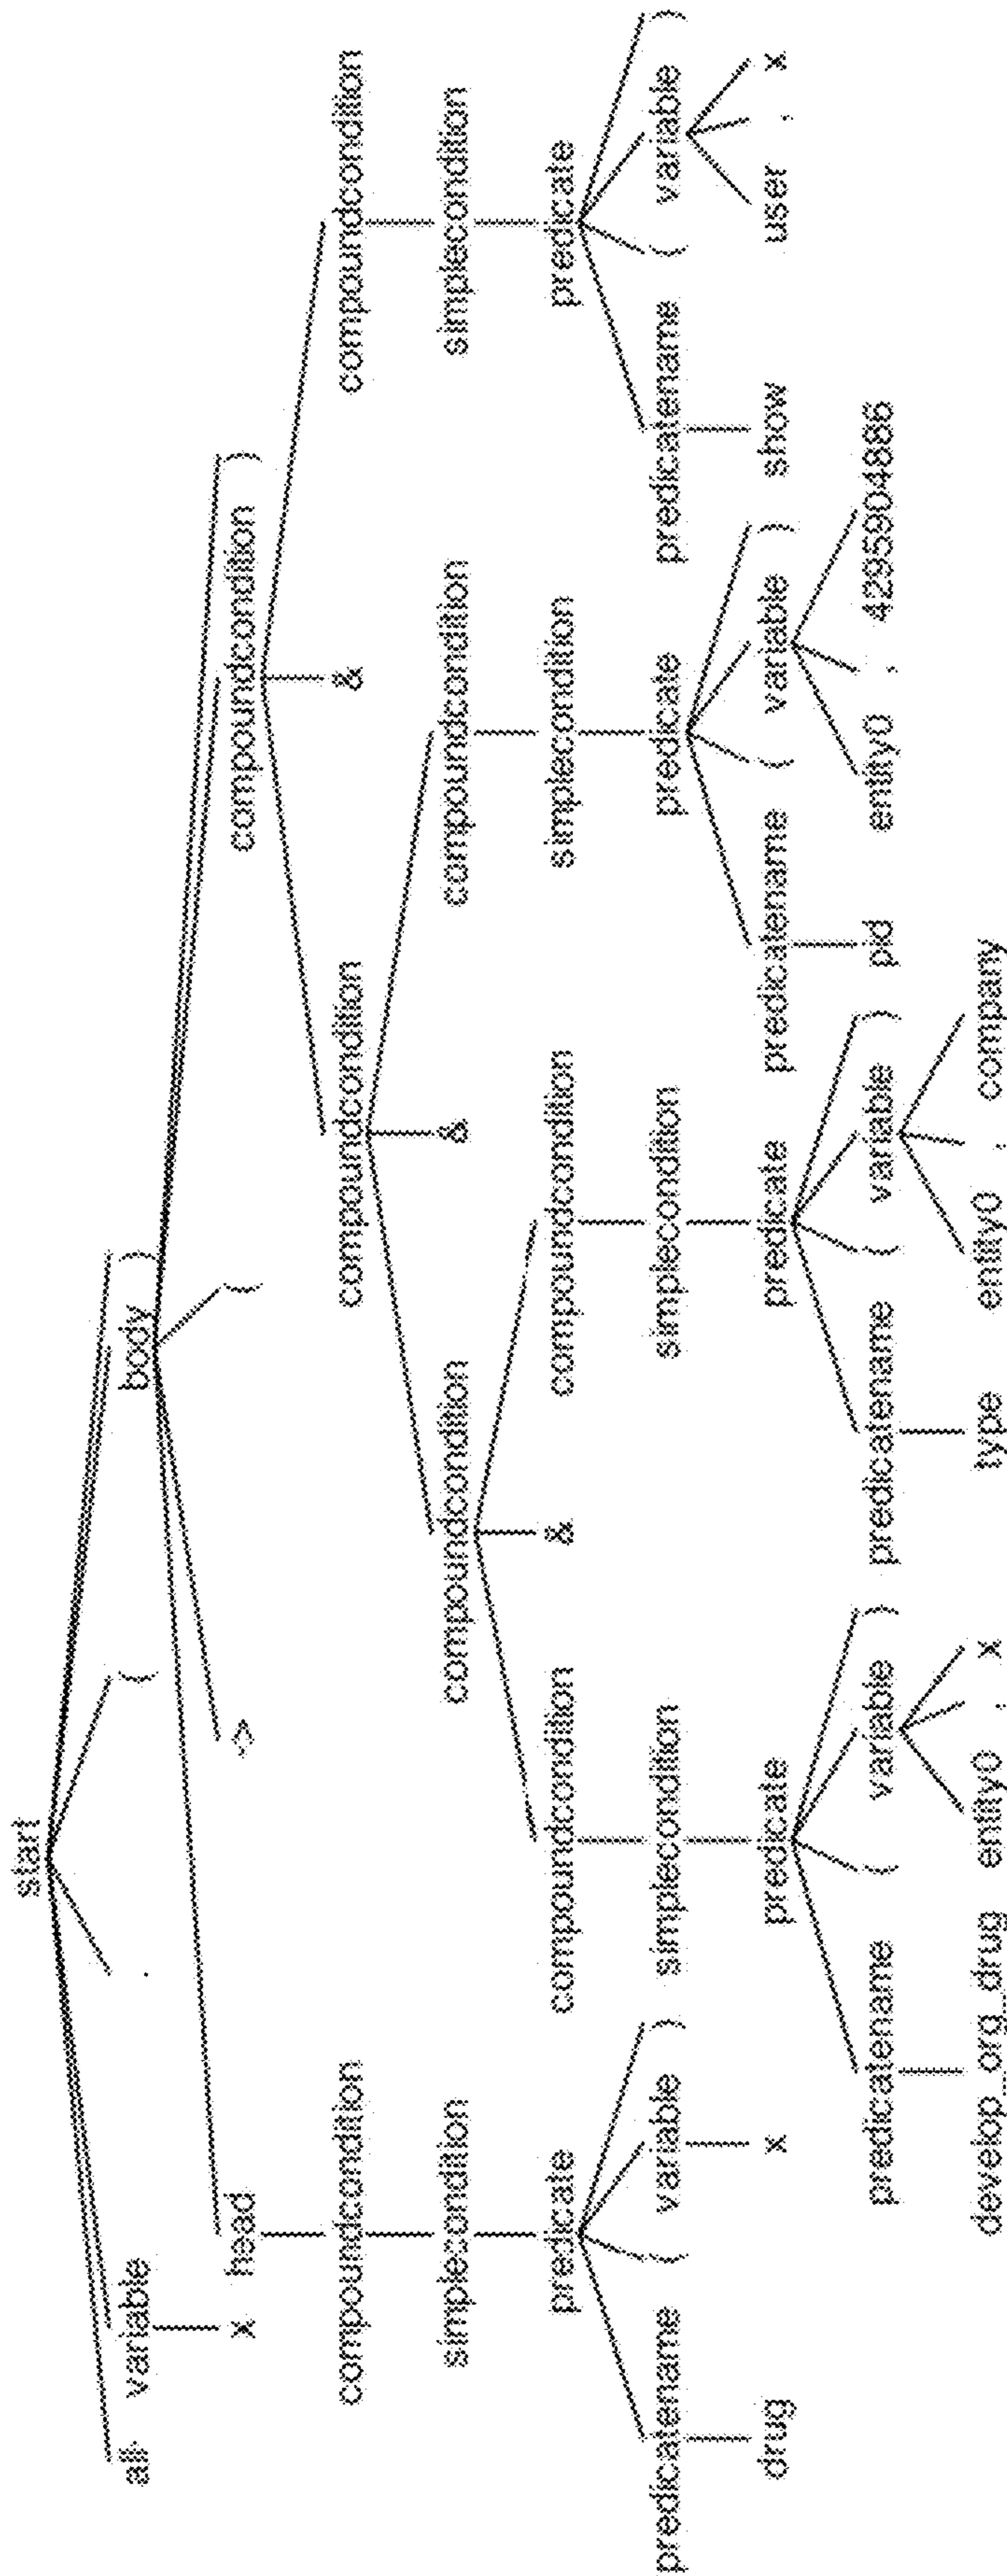 start
all variable . ( body )
x head -> ( compoundcondition )
compoundcondition compoundcondition & compoundcondition
simplecondition compoundcondition & compoundcondition simplecondition
predicate compoundcondition & compoundcondition simplecondition predicate
predicatename ( variable ) simplecondition simplecondition predicate predicatename ( variable )
drug x predicate predicate predicatename ( variable ) show user , x
predicatename ( variable ) predicatename ( variable ) pid entity0 , 4295904886
develop_org_drug entity0 , x type entity0 , company